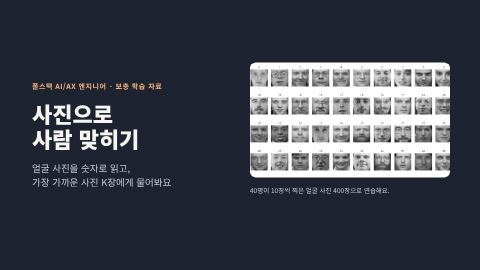 풀스택 AI/AX 엔지니어 · 보충 학습 자료
사진으로
사람 맞히기
얼굴 사진을 숫자로 읽고,
가장 가까운 사진 K장에게 물어봐요
40명이 10장씩 찍은 얼굴 사진 400장으로 연습해요.